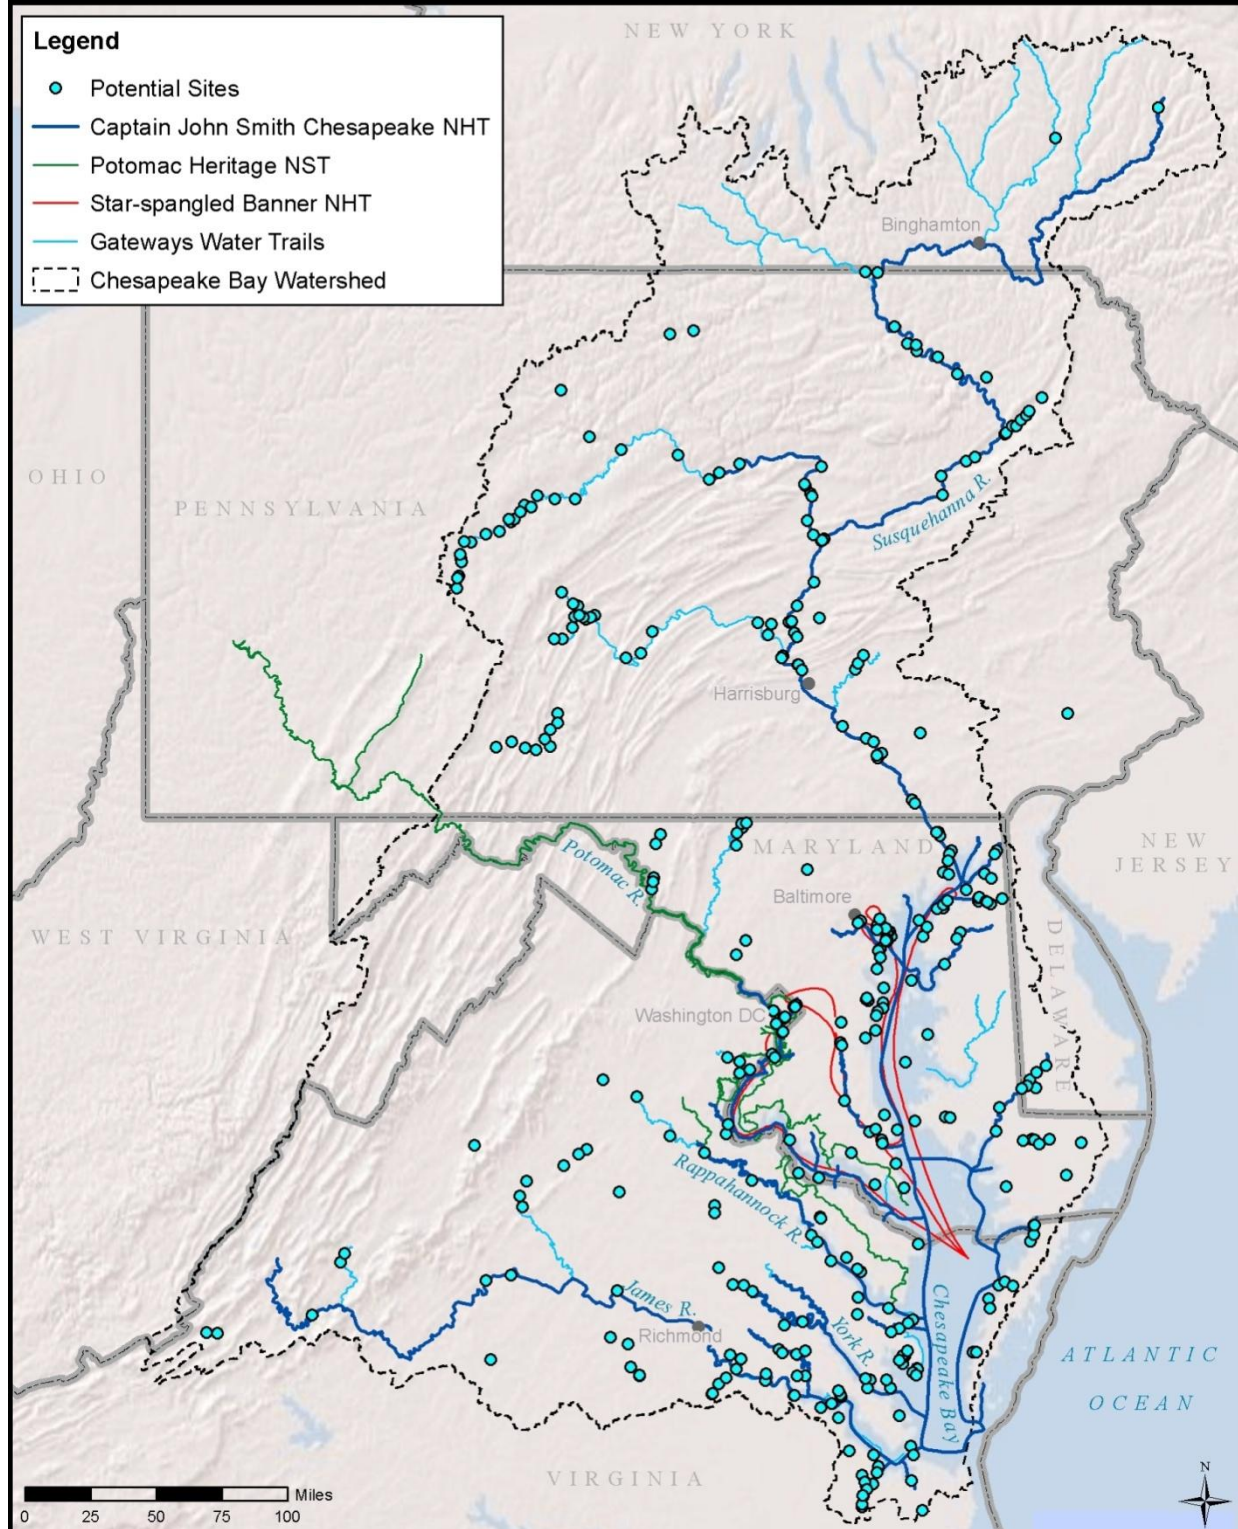 Legend
Potential Sites
Captain John Smith Chesapeake NHT
Potomac Heritage NST
Star-spangled Banner NHT
Gateways Water Trails
Chesapeake Bay Watershed
NEW YORK
Binghamton
OHIO
PENNSYLVANIA
Susquehanna R.
Harrisburg
NEW
JERSEY
MARYLAND
Potomac R.
Baltimore
WEST VIRGINIA
DELAWARE
Washington DC
Rappahannock R.
James R.
Richmond
York R.
Chesapeake Bay
ATLANTIC
OCEAN
VIRGINIA
Miles
0 25 50 75 100
N